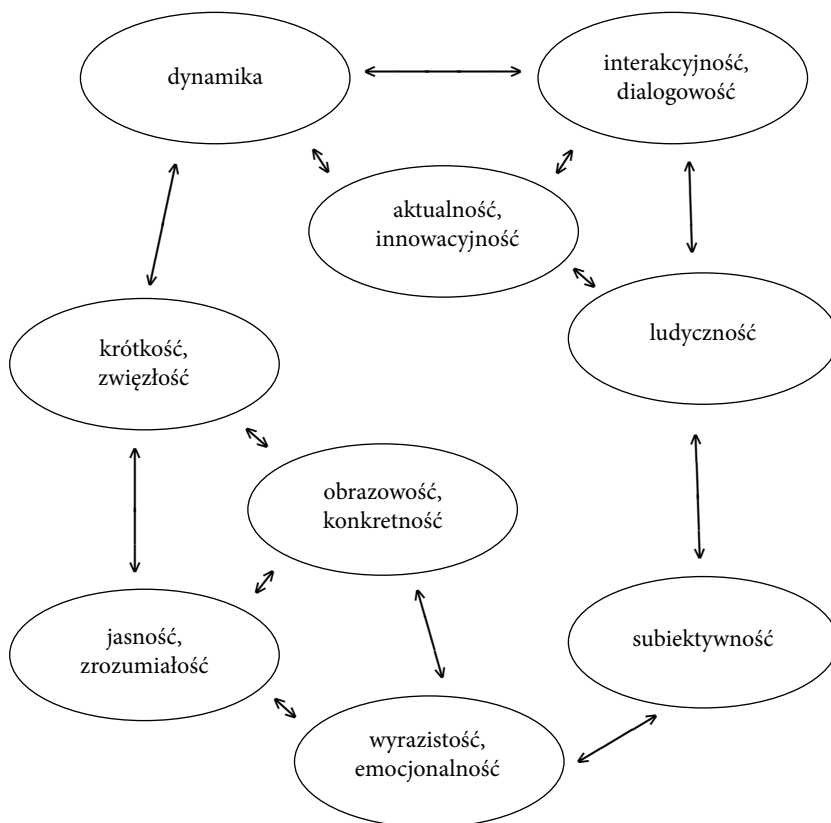 dynamika
interakcyjność,
dialogowość
aktualność,
innowacyjność
ludyczność
krótkość,
zwięzłość
obrazowość,
konkretność
jasność,
zrozumiałość
subiektywność
wyrazistość,
emocjonalność